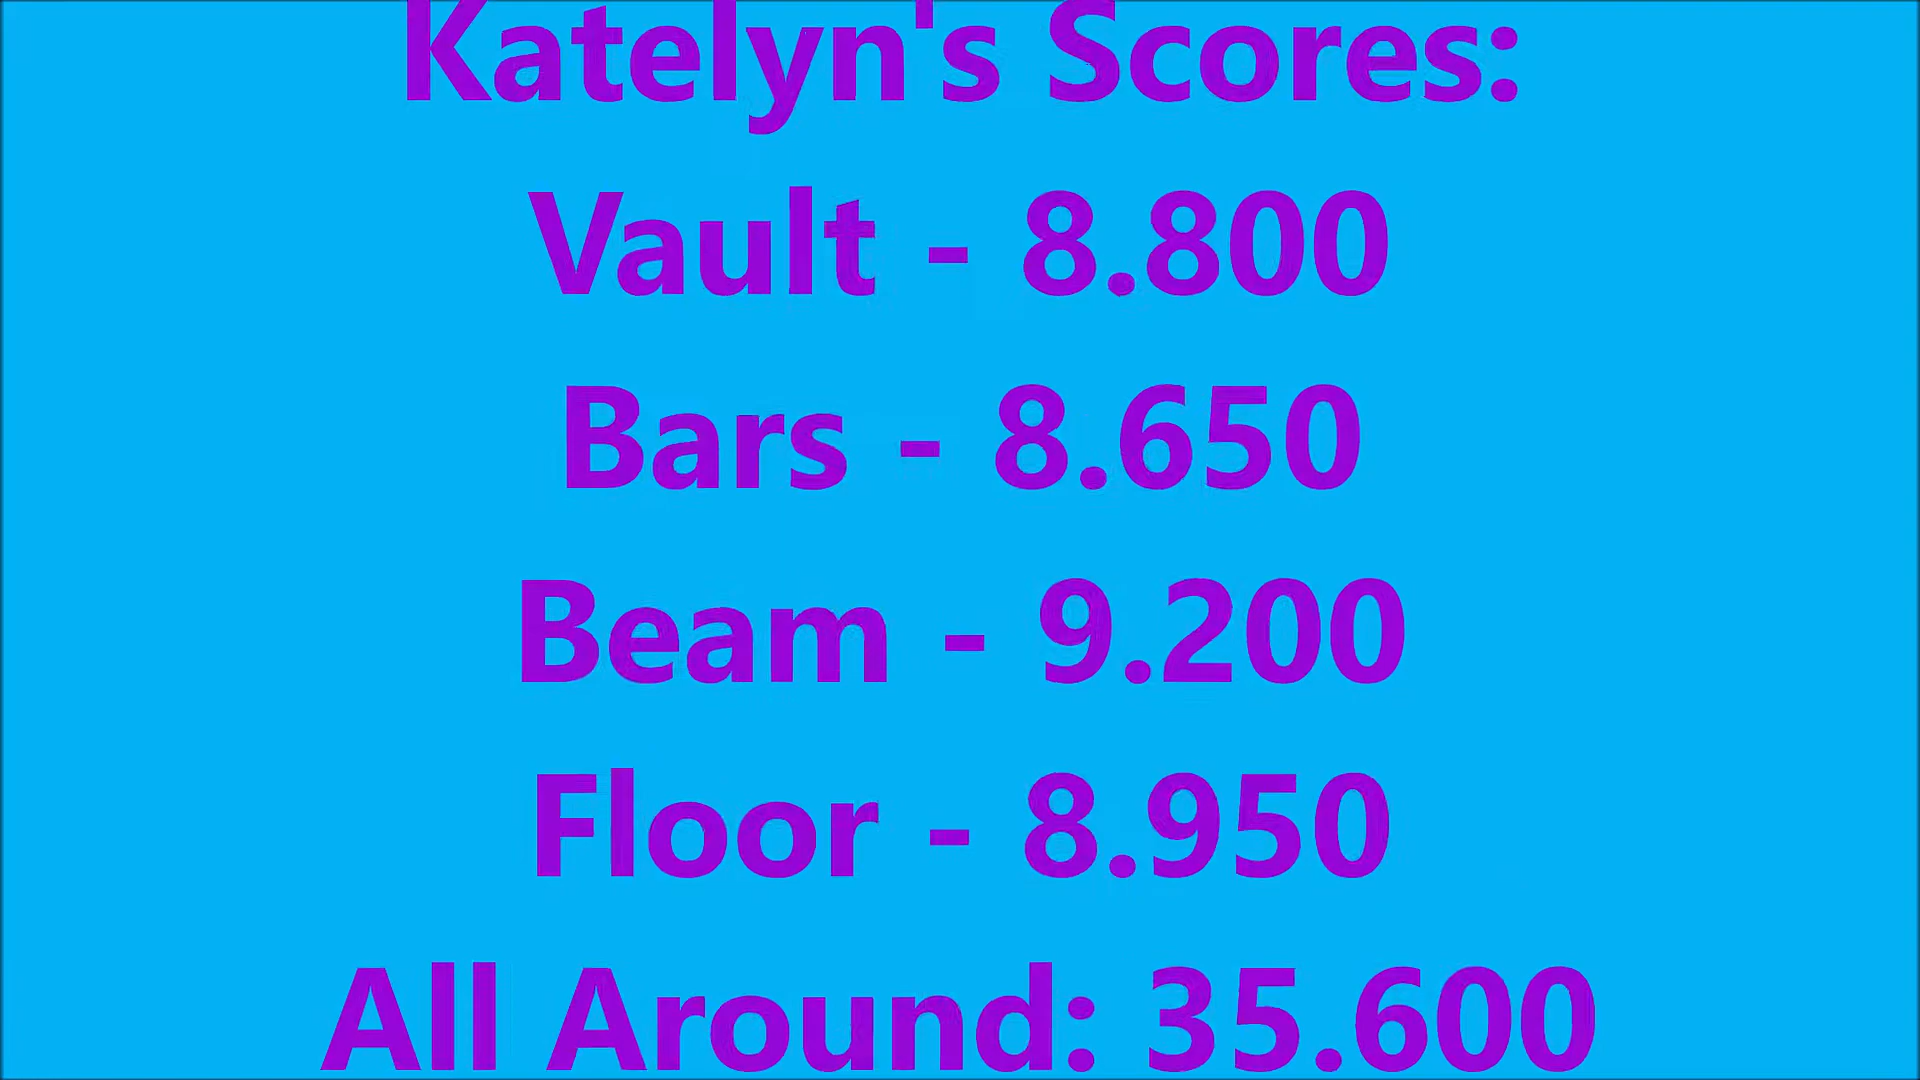 Katelyn's Scores:
Vault - 8.800
Bars - 8.650
Beam - 9.200
Floor - 8.950
All Around: 35.600